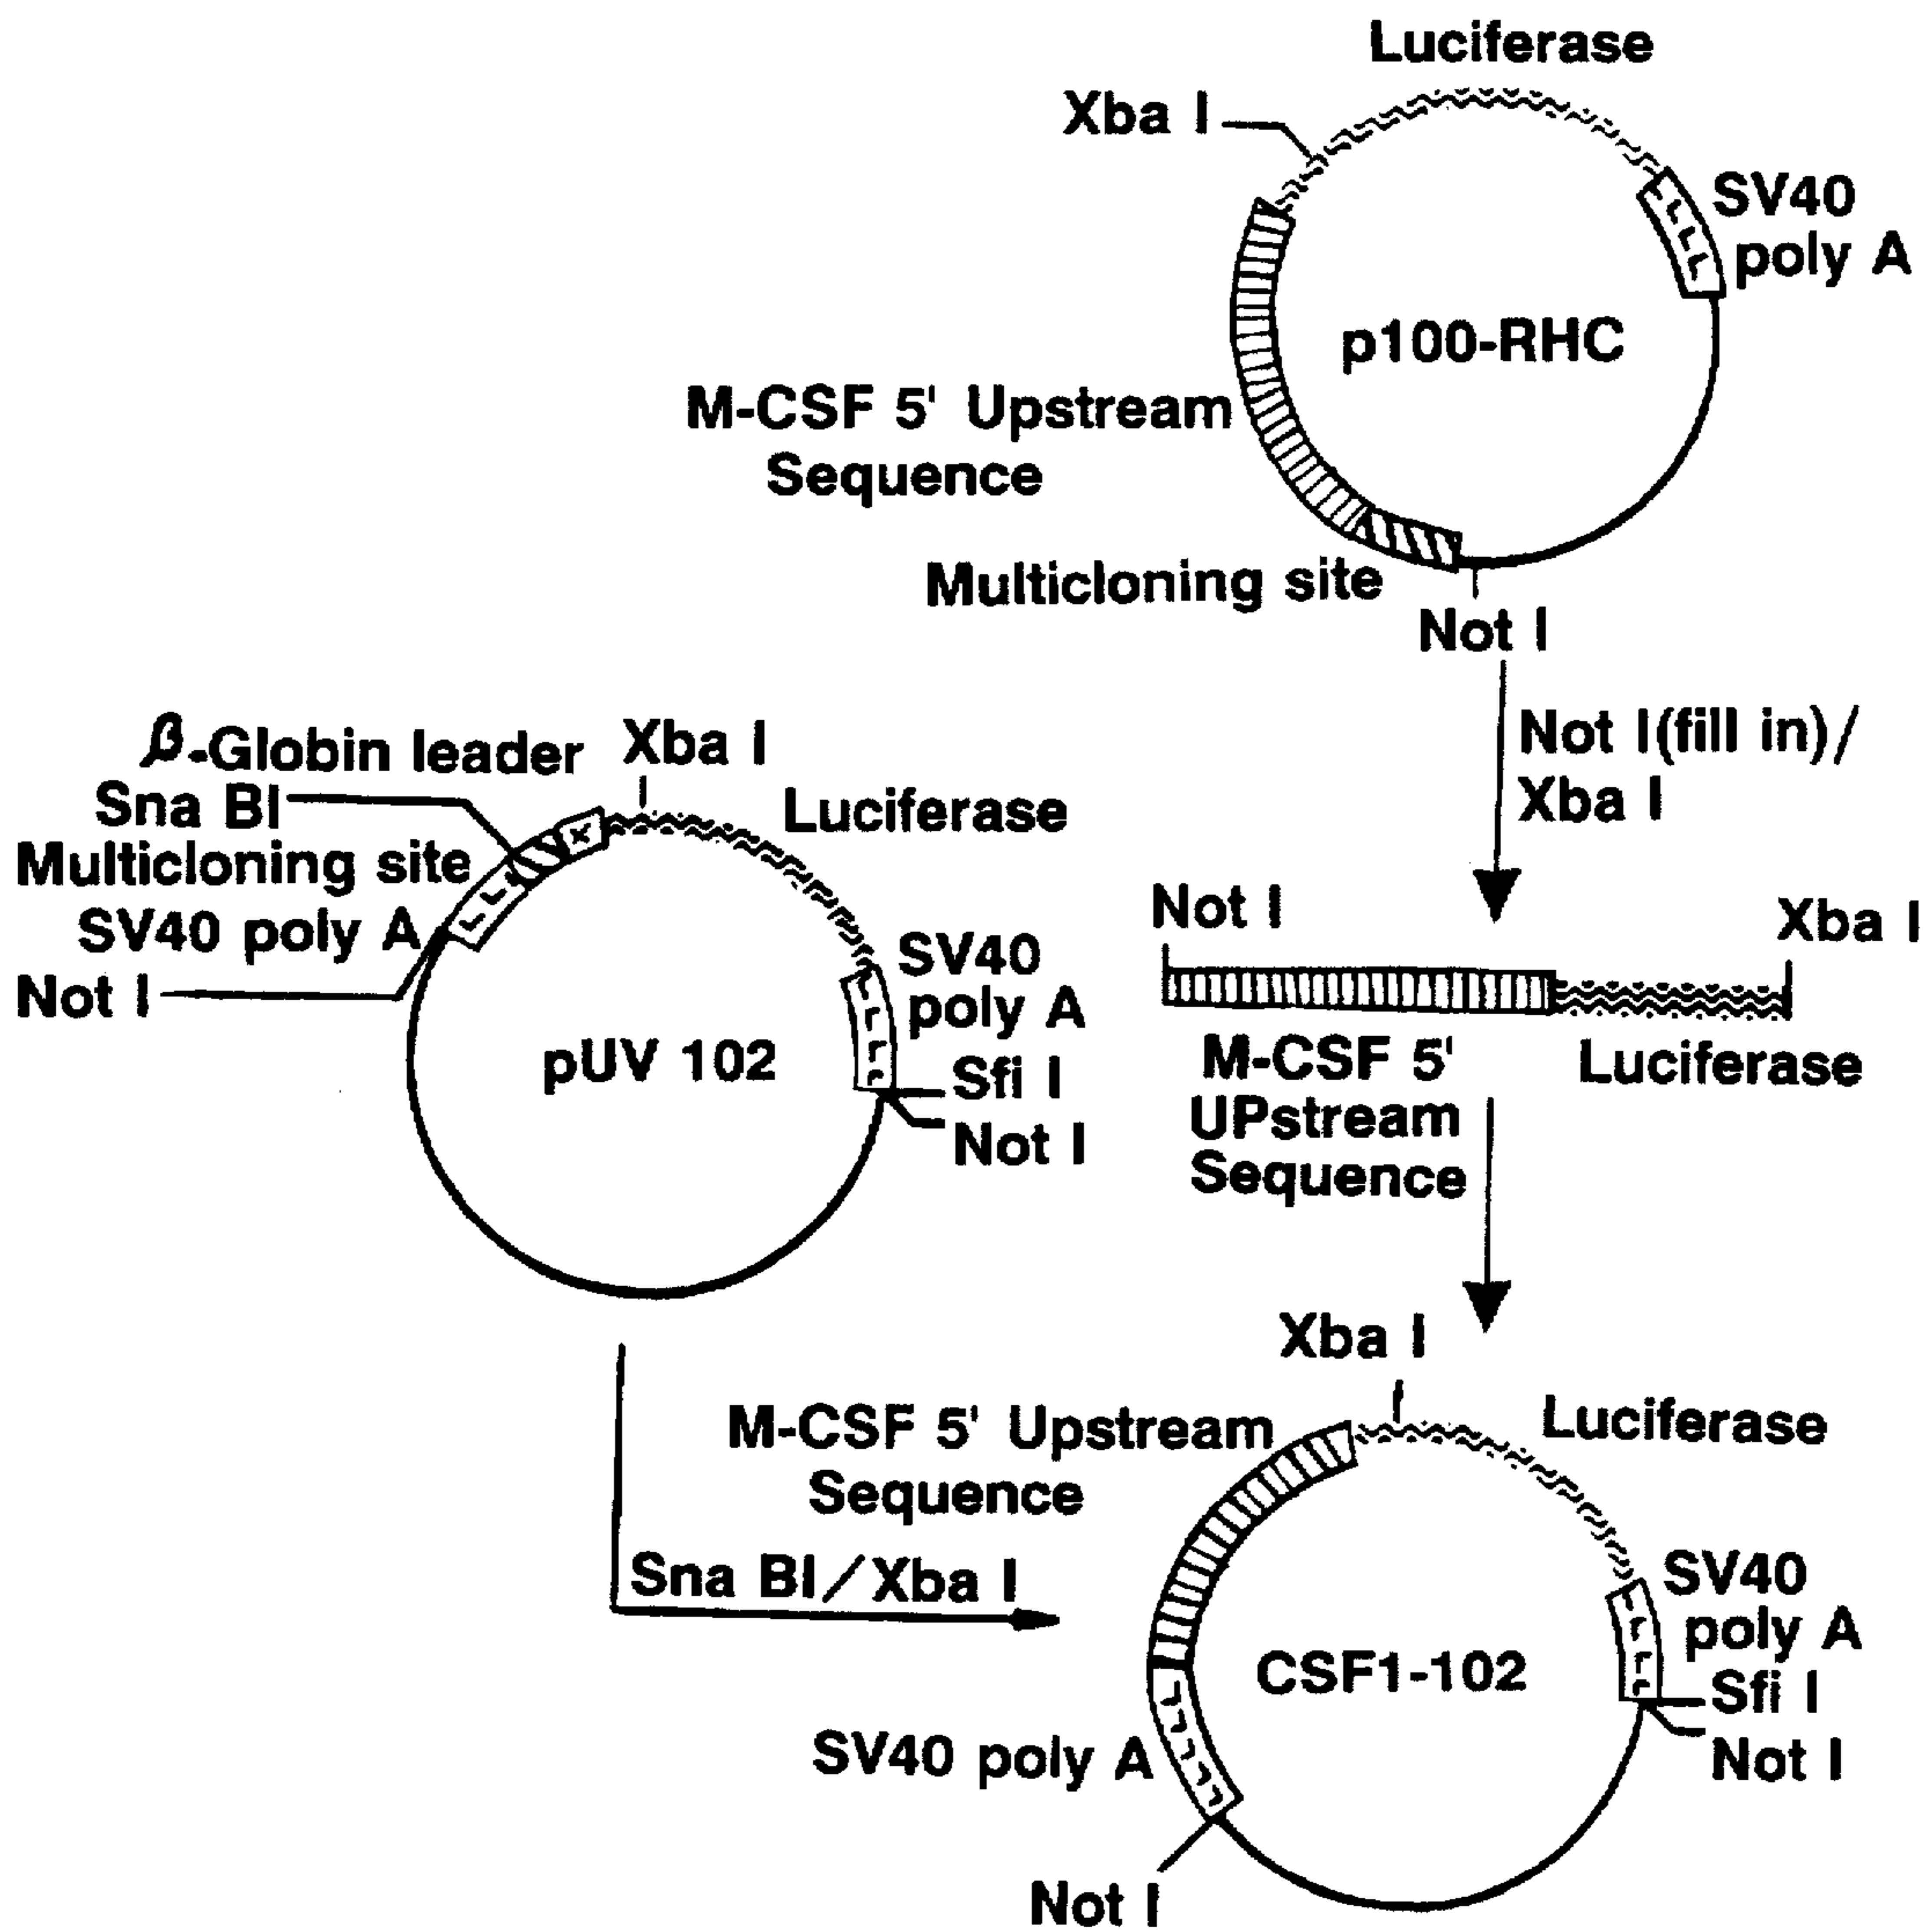 Luciferase
Xba I
SV40
poly A
p100-RHC
M-CSF 5' Upstream
Sequence
Multicloning site
Not I
Not I(fill in)/
Xba I
β-Globin leader
Xba I
Sna BI
Luciferase
Multicloning site
SV40 poly A
Not I
SV40
poly A
Sfi I
Not I
pUV 102
Not I
Xba I
M-CSF 5'
UPstream
Sequence
Luciferase
Sna BI/Xba I
Xba I
M-CSF 5' Upstream
Sequence
Luciferase
SV40
poly A
Sfi I
Not I
CSF1-102
SV40 poly A
Not I